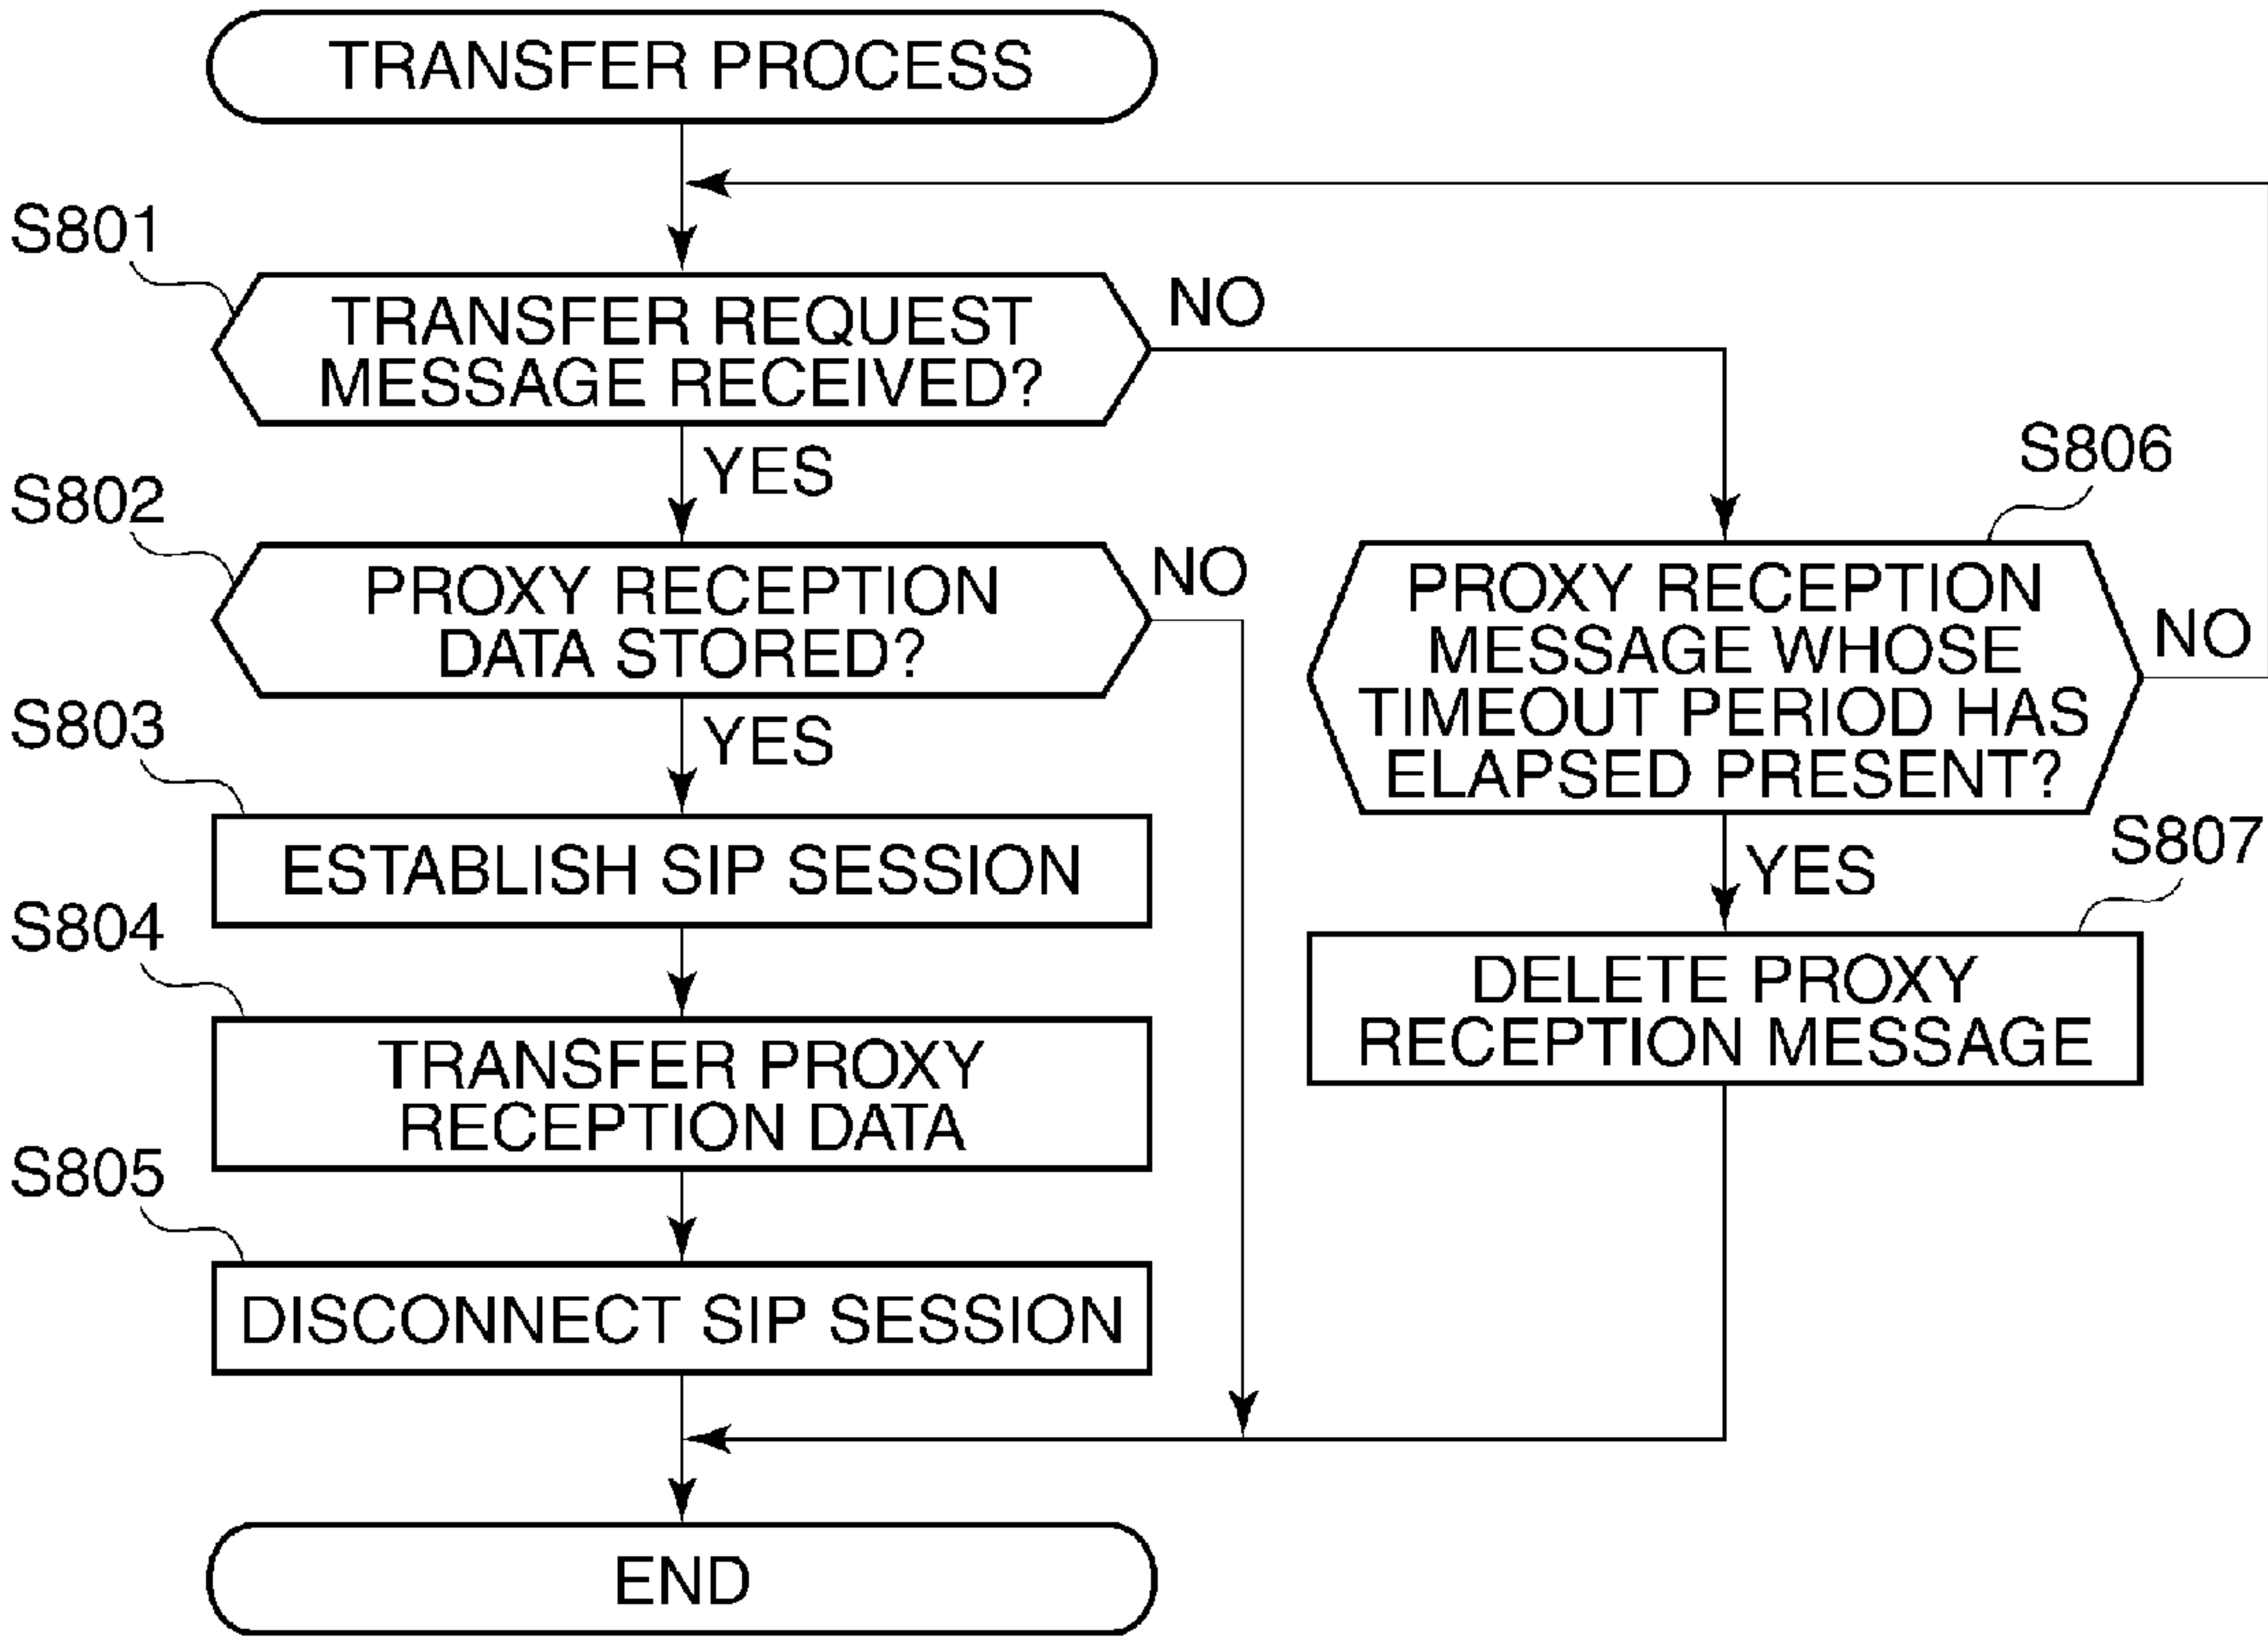 TRANSFER PROCESS
S801
TRANSFER REQUEST
MESSAGE RECEIVED?
NO
YES
S802
PROXY RECEPTION
DATA STORED?
NO
YES
S803
ESTABLISH SIP SESSION
S804
TRANSFER PROXY
RECEPTION DATA
S805
DISCONNECT SIP SESSION
S806
PROXY RECEPTION
MESSAGE WHOSE
TIMEOUT PERIOD HAS
ELAPSED PRESENT?
NO
YES
S807
DELETE PROXY
RECEPTION MESSAGE
END